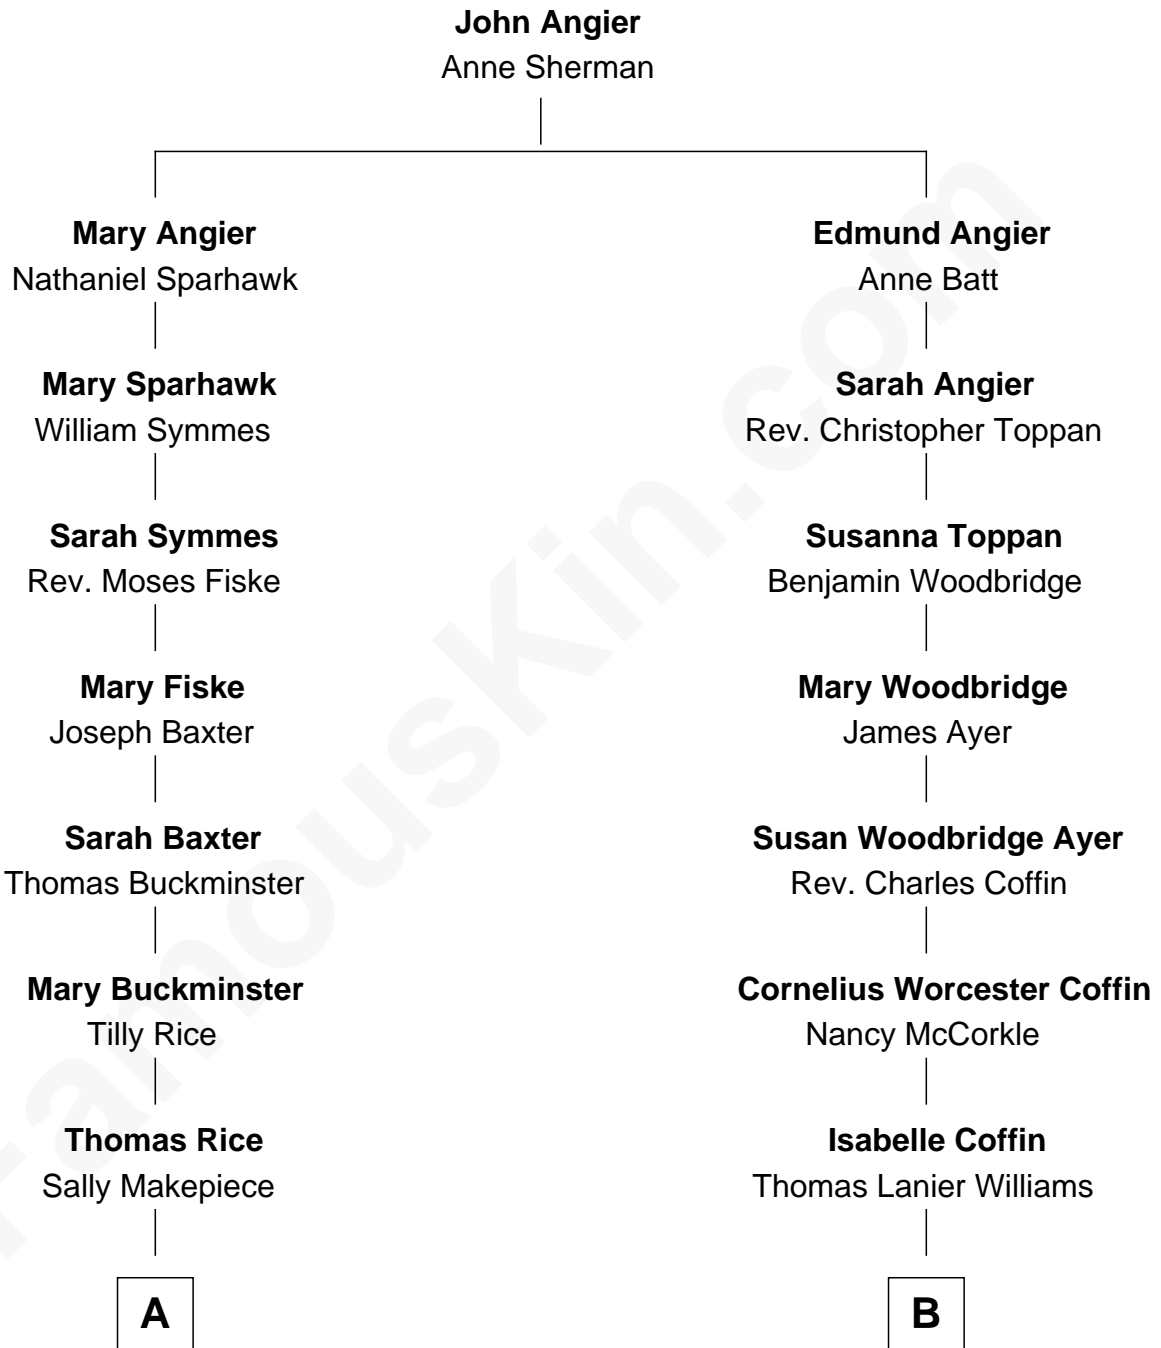 John Angier
Anne Sherman
Mary Angier
Nathaniel Sparhawk
Edmund Angier
Anne Batt
Mary Sparhawk
William Symmes
Sarah Angier
Rev. Christopher Toppan
Sarah Symmes
Rev. Moses Fiske
Susanna Toppan
Benjamin Woodbridge
Mary Fiske
Joseph Baxter
Mary Woodbridge
James Ayer
Sarah Baxter
Thomas Buckminster
Susan Woodbridge Ayer
Rev. Charles Coffin
Mary Buckminster
Tilly Rice
Cornelius Worcester Coffin
Nancy McCorkle
Thomas Rice
Sally Makepiece
Isabelle Coffin
Thomas Lanier Williams
A
B
FamousKin.com